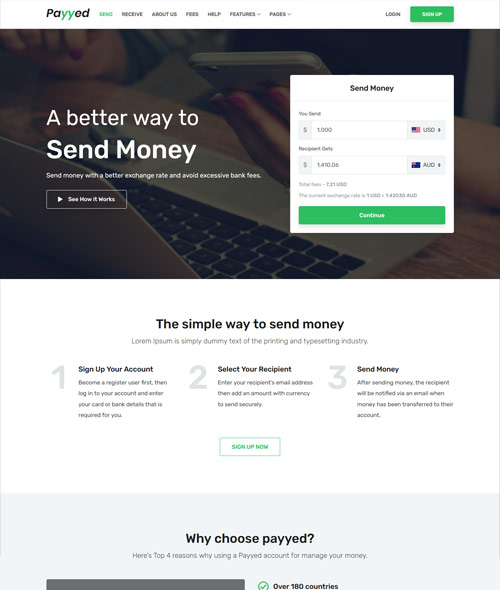 Payyed
SEND RECEIVE ABOUT US FEES HELP FEATURES PAGES LOGIN SIGN UP
A better way to
Send Money
Send money with a better exchange rate and avoid excessive bank fees.
See How it Works
Send Money
You Send
$ 1,000 USD
Recipient Gets
$ 1,410.06 AUD
Total fees - 7.21 USD
The current exchange rate is 1 USD = 1.42030 AUD
Continue
The simple way to send money
Lorem Ipsum is simply dummy text of the printing and typesetting industry.
1
Sign Up Your Account
Become a register user first, then
log in to your account and enter
your card or bank details that is
required for you.
2
Select Your Recipient
Enter your recipient's email address
then add an amount with currency
to send securely.
3
Send Money
After sending money, the recipient
will be notified via an email when
money has been transferred to their
account.
SIGN UP NOW
Why choose payyed?
Here's Top 4 reasons why using a Payyed account for manage your money.
Over 180 countries